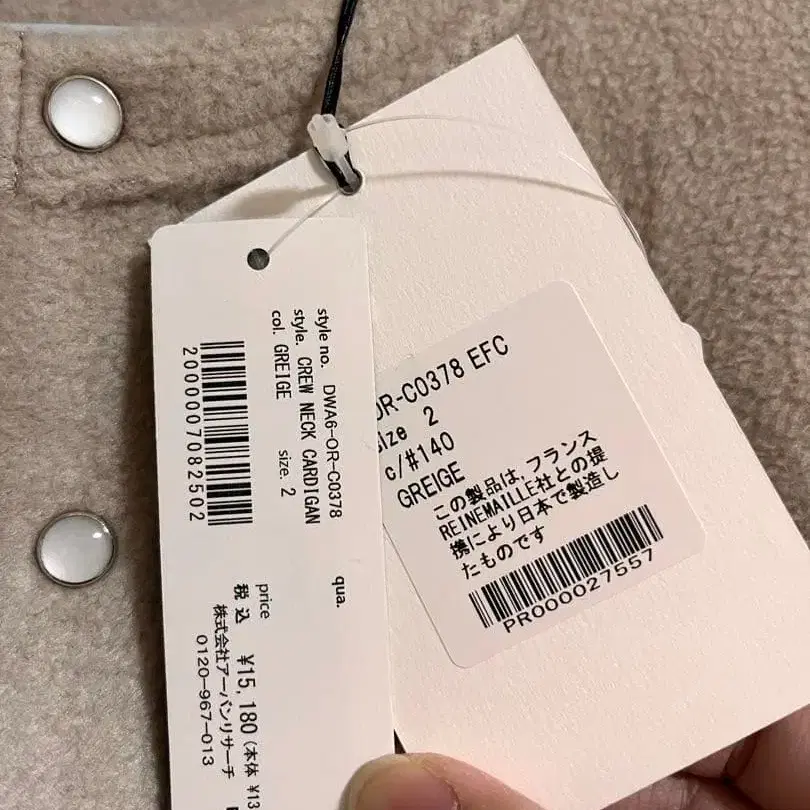 style no. DWA6-OR-C0378
style. CREW NECK CARDIGAN
col. GREIGE size. 2
2000007082502
qua.
price
税込 ¥15,180 (本体 ¥13
株式会社アーバンリサーチ
0120-967-013
OR-C0378 EFC
size 2
c/#140
GREIGE
この製品は、フランス
REINEMAILLE社との提
携により日本で製造し
たものです
PR000027557